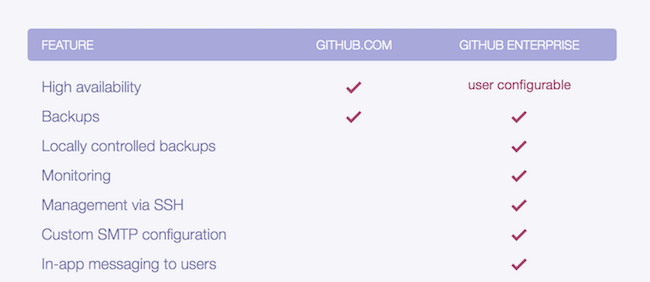 FEATURE GITHUB.COM GITHUB ENTERPRISE
High availability ✓ user configurable
Backups ✓ ✓
Locally controlled backups ✓
Monitoring ✓
Management via SSH ✓
Custom SMTP configuration ✓
In-app messaging to users ✓